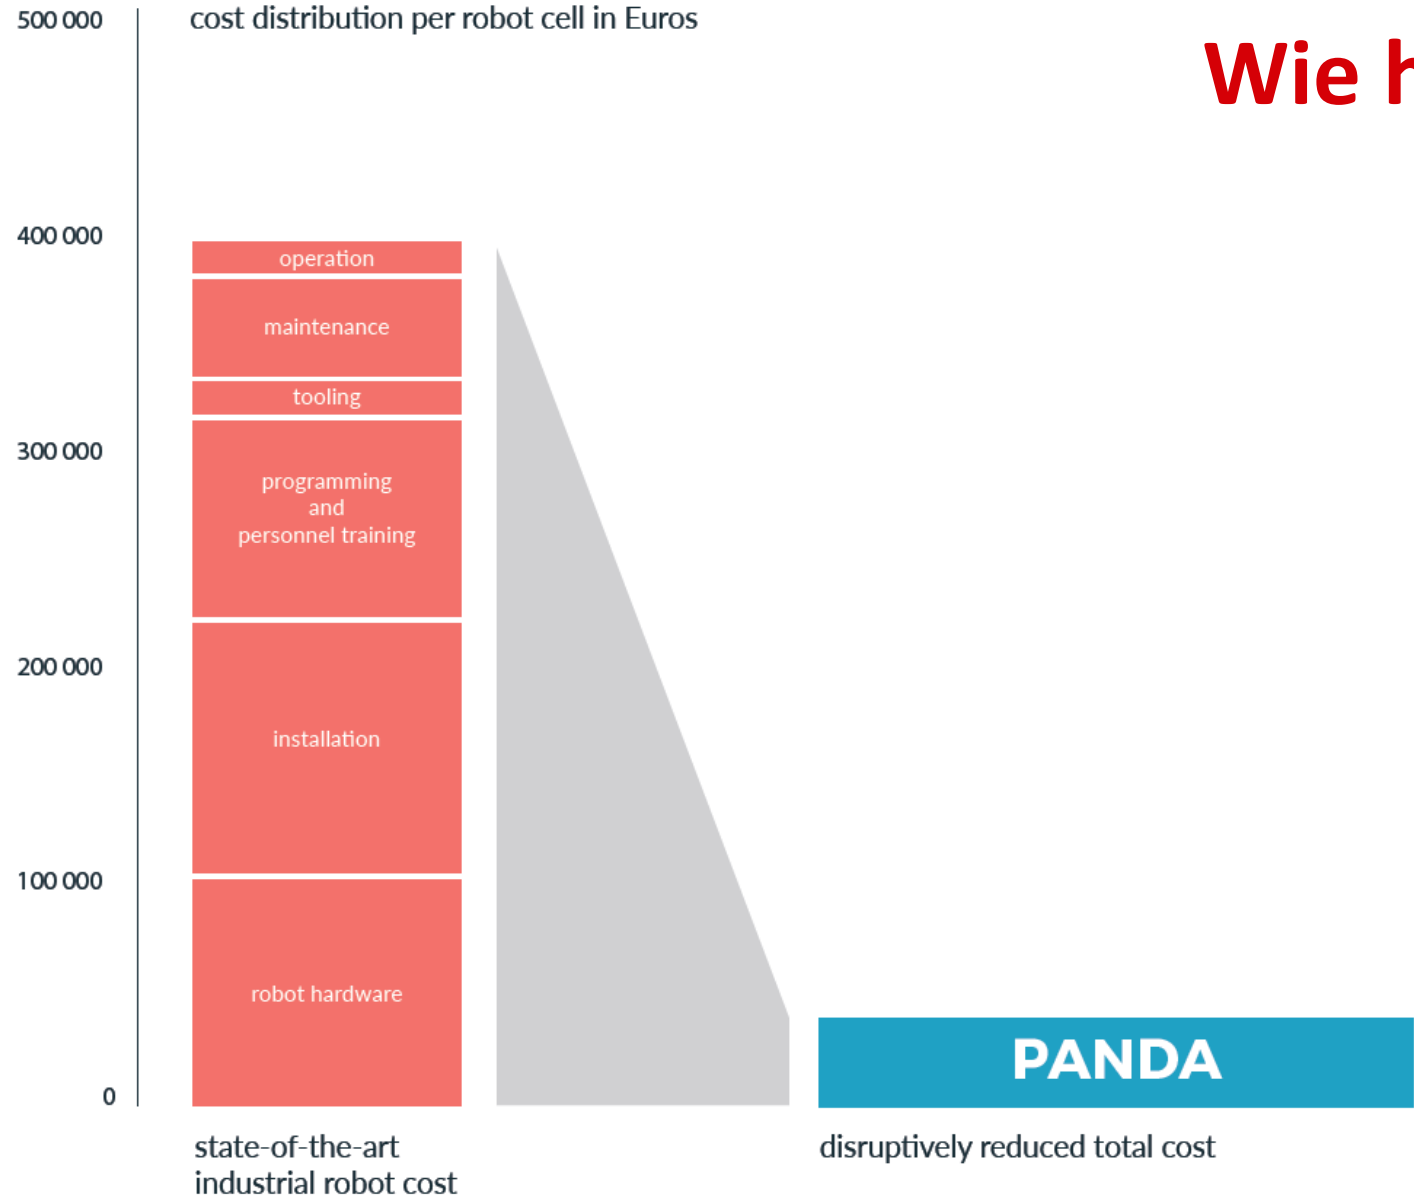 500 000
cost distribution per robot cell in Euros
Wie
400 000
operation
maintenance
tooling
300 000
programming
and
personnel training
200 000
installation
100 000
robot hardware
PANDA
0
state-of-the-art
industrial robot cost
disruptively reduced total cost